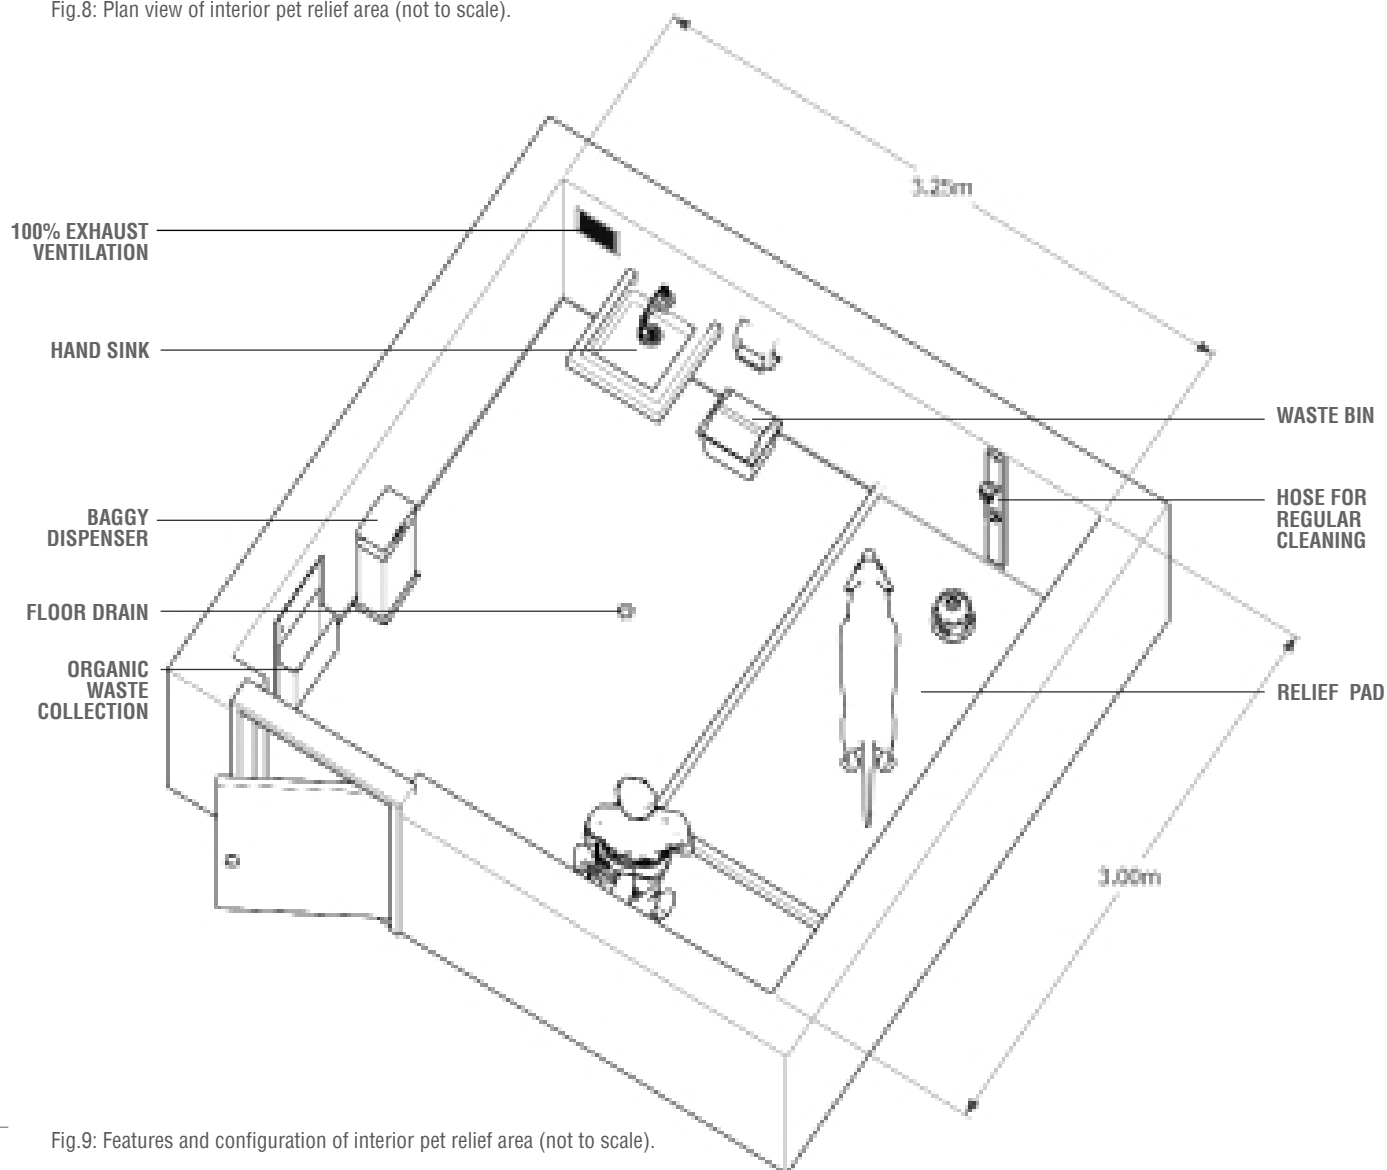 Fig.8: Plan view of interior pet relief area (not to scale).
3.25m
100% EXHAUST
VENTILATION
HAND SINK
WASTE BIN
HOSE FOR
REGULAR
CLEANING
BAGGY
DISPENSER
FLOOR DRAIN
ORGANIC
WASTE
COLLECTION
RELIEF PAD
3.00m
Fig.9: Features and configuration of interior pet relief area (not to scale).